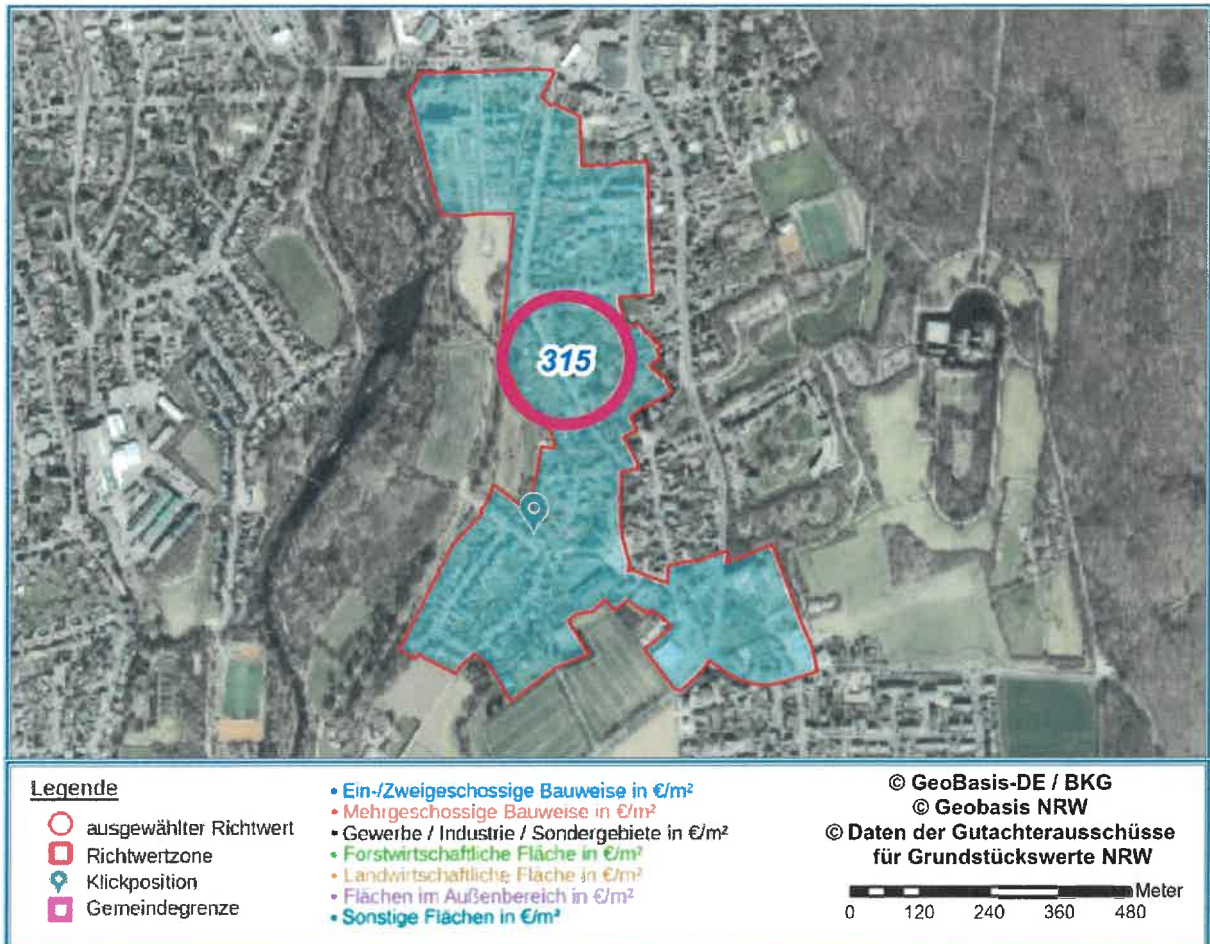 315
Legende
ausgewählter Richtwert
Richtwertzone
Klickposition
Gemeindegrenze
• Ein-/Zweigeschossige Bauweise in €/m²
• Mehrgeschossige Bauweise in €/m²
• Gewerbe / Industrie / Sondergebiete in €/m²
• Forstwirtschaftliche Fläche in €/m²
• Landwirtschaftliche Fläche in €/m²
• Flächen im Außenbereich in €/m²
• Sonstige Flächen in €/m²
© GeoBasis-DE / BKG
© Geobasis NRW
© Daten der Gutachterausschüsse
für Grundstückswerte NRW
Meter
0 120 240 360 480